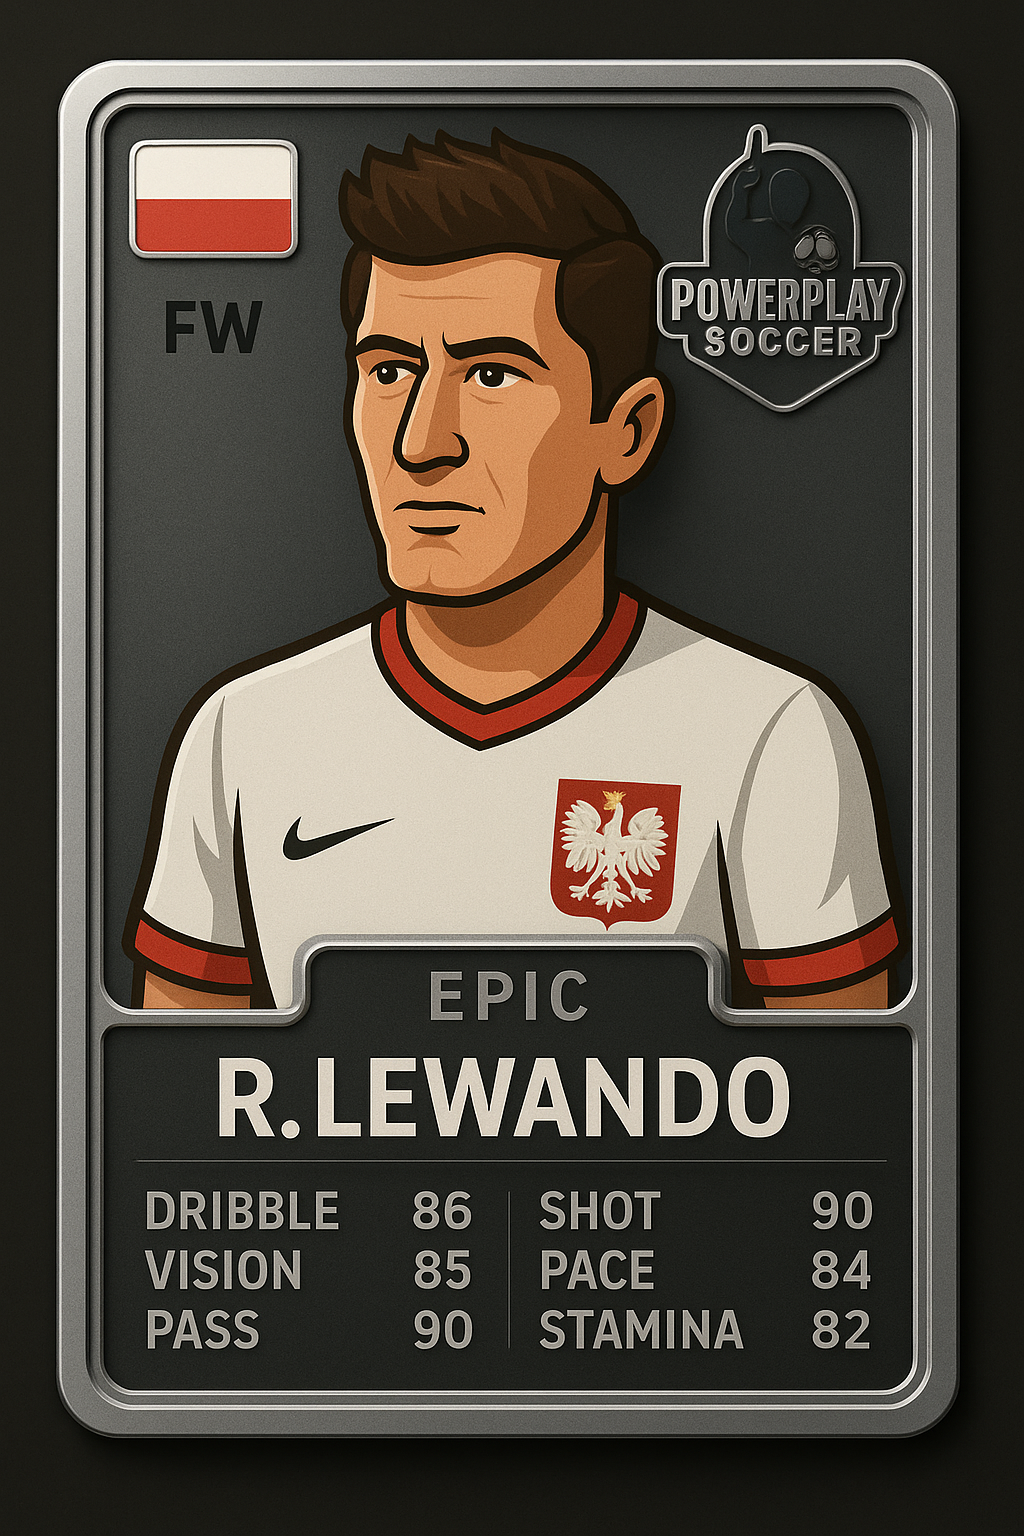 FW
POWERPLAY
SOCCER
EPIC
R. LEWANDO
DRIBBLE 86 SHOT 90
VISION 85 PACE 84
PASS 90 STAMINA 82